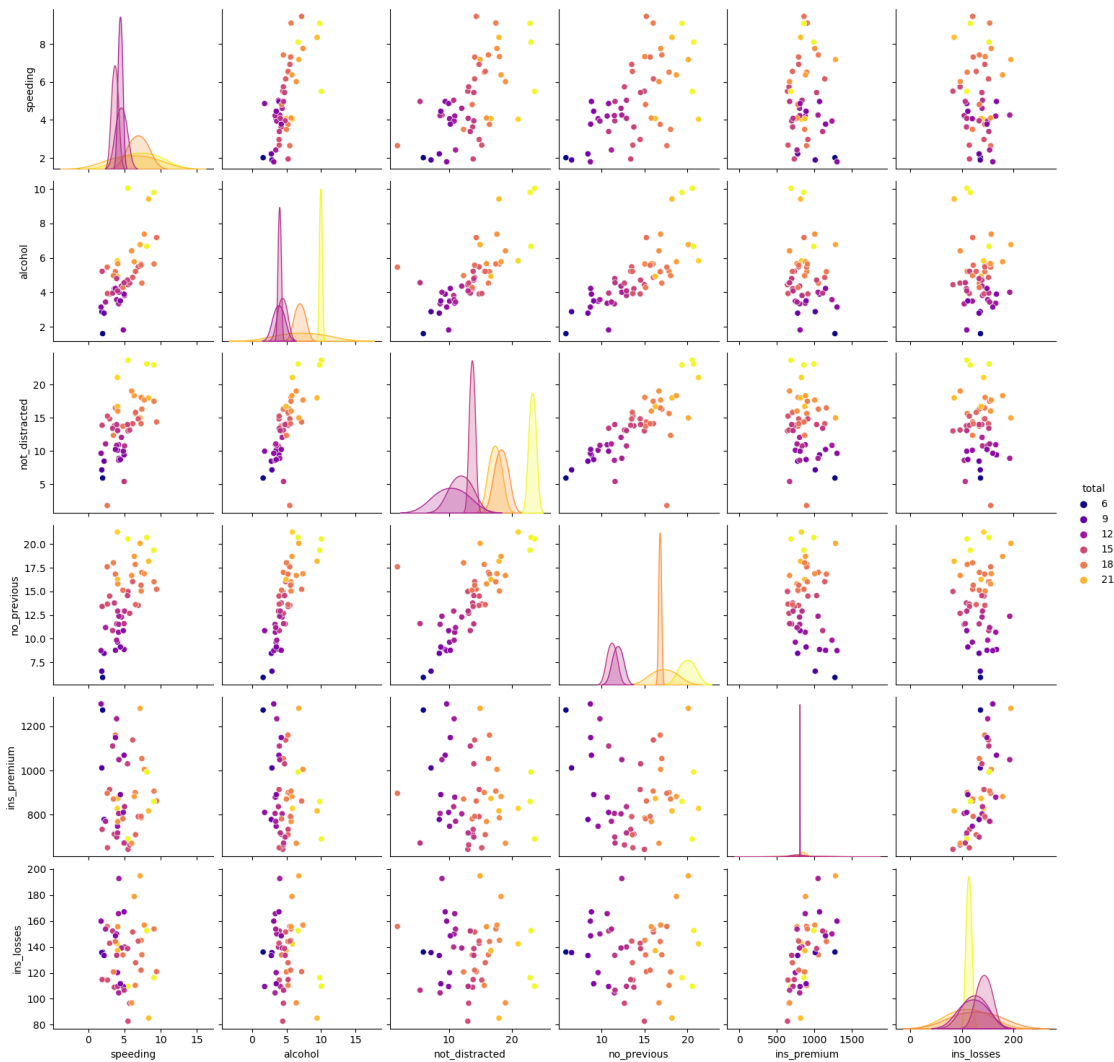 speeding
8
6
4
2
alcohol
10
8
6
4
2
not_distracted
20
15
10
5
total
6
9
12
15
18
21
no_previous
20.0
17.5
15.0
12.5
10.0
7.5
ins_premium
1200
1000
800
ins_losses
200
180
160
140
120
100
80
0 5 10 15
0 5 10 15
10 20
10 15 20
0 500 1000 1500
0 100 200
speeding alcohol not_distracted no_previous ins_premium ins_losses